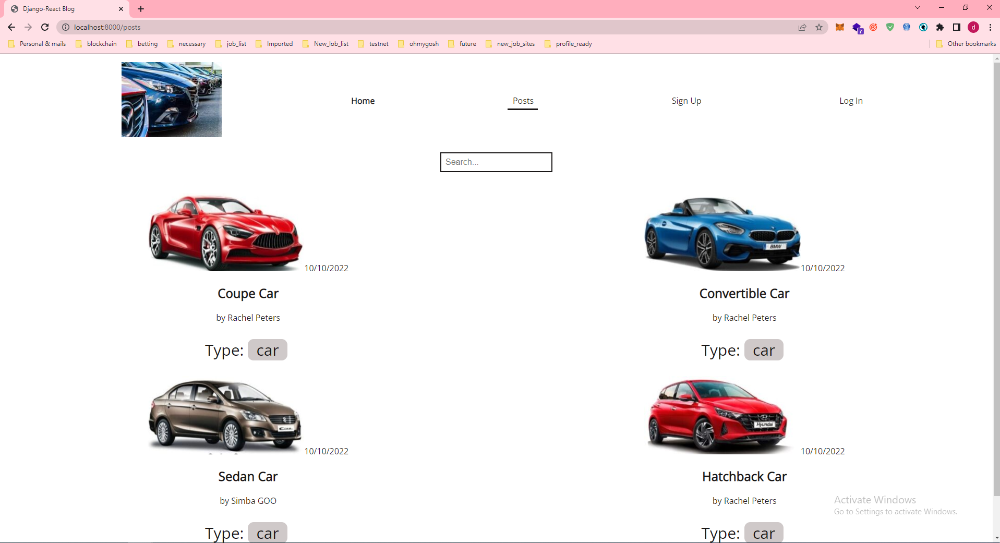 Django-React Blog
localhost:8000/posts
7
d
Personal & mails
blockchain
betting
necessary
job_list
Imported
New_lob_list
testnet
ohmygosh
future
new_job_sites
profile_ready
Other bookmarks
Home
Posts
Sign Up
Log In
Search...
BMW
10/10/2022
10/10/2022
Coupe Car
Convertible Car
by Rachel Peters
by Rachel Peters
Type: car
Type: car
Ciaz
Hyundai
10/10/2022
10/10/2022
Sedan Car
Hatchback Car
by Simba GOO
by Rachel Peters
Activate Windows
Go to Settings to activate Windows.
Type: car
Type: car